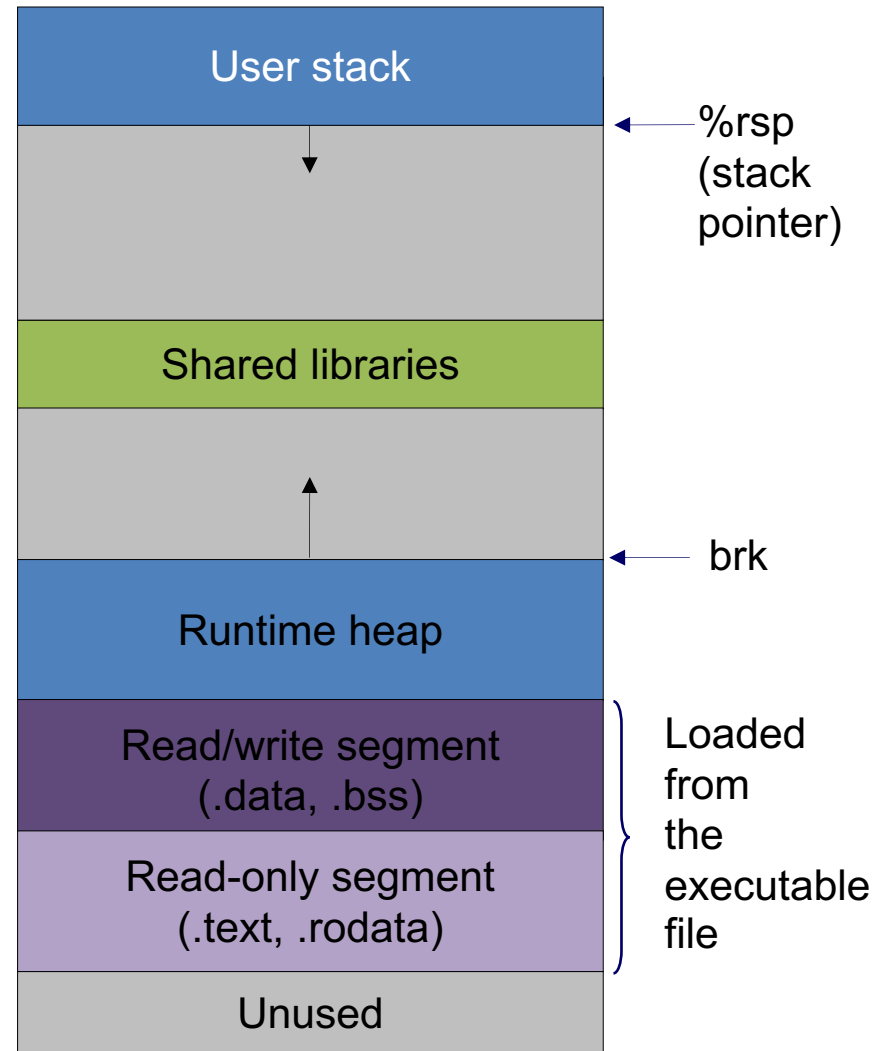 User stack
%rsp
(stack
pointer)
Shared libraries
brk
Runtime heap
Read/write segment
(.data, .bss)
Read-only segment
(.text, .rodata)
Loaded
from
the
executable
file
Unused